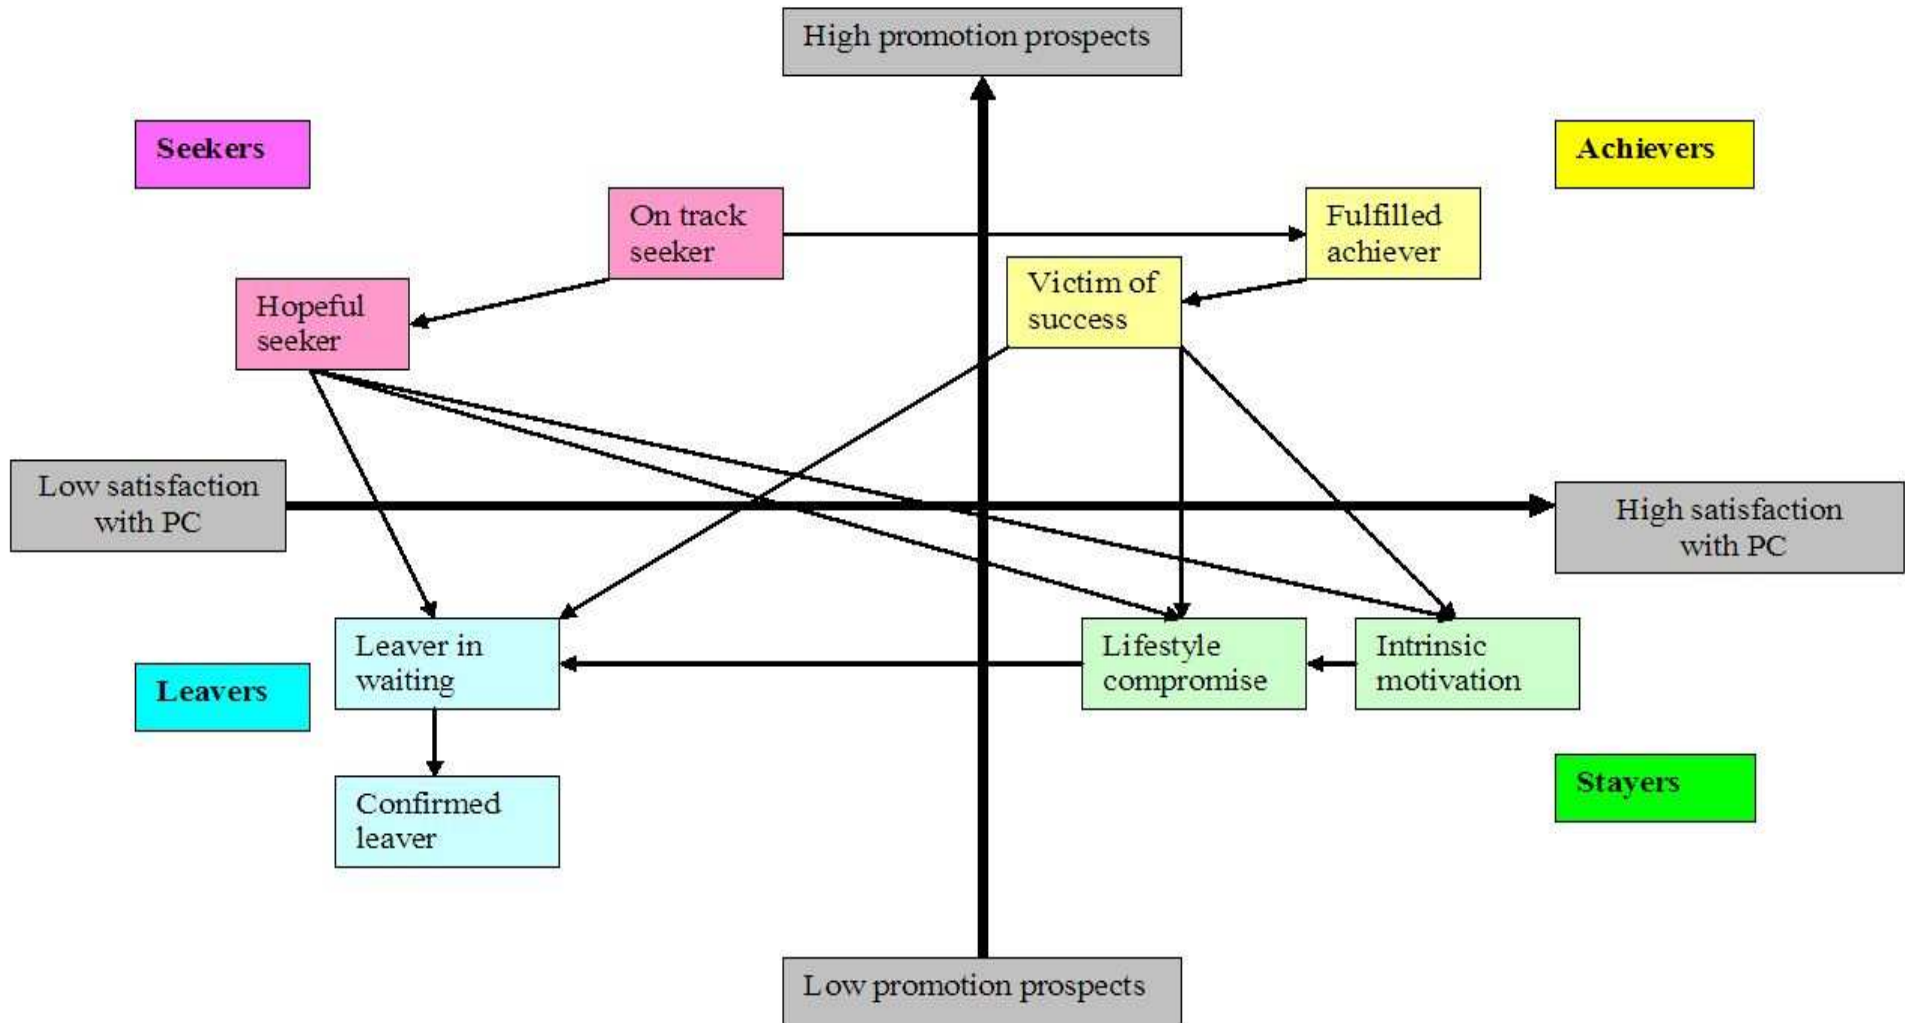 High promotion prospects
Seekers
Achievers
On track
seeker
Fulfilled
achiever
Hopeful
seeker
Victim of
success
Low satisfaction
with PC
High satisfaction
with PC
Leaver in
waiting
Lifestyle
compromise
Intrinsic
motivation
Leavers
Stayers
Confirmed
leaver
Low promotion prospects